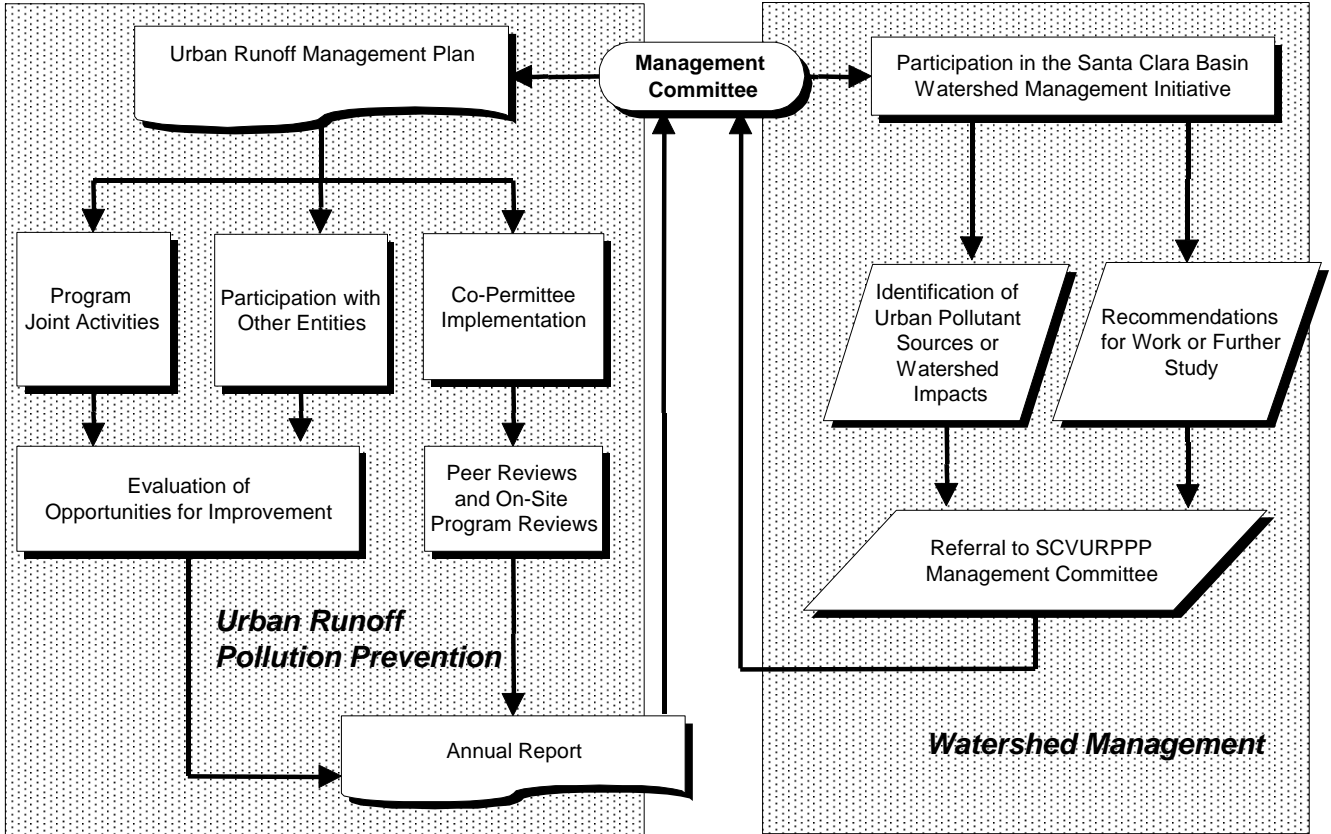 Urban Runoff Management Plan
Management
Committee
Participation in the Santa Clara Basin
Watershed Management Initiative
Program
Joint Activities
Participation with
Other Entities
Co-Permittee
Implementation
Identification of
Urban Pollutant
Sources or
Watershed
Impacts
Recommendations
for Work or Further
Study
Evaluation of
Opportunities for Improvement
Peer Reviews
and On-Site
Program Reviews
Referral to SCVURPPP
Management Committee
Urban Runoff
Pollution Prevention
Annual Report
Watershed Management